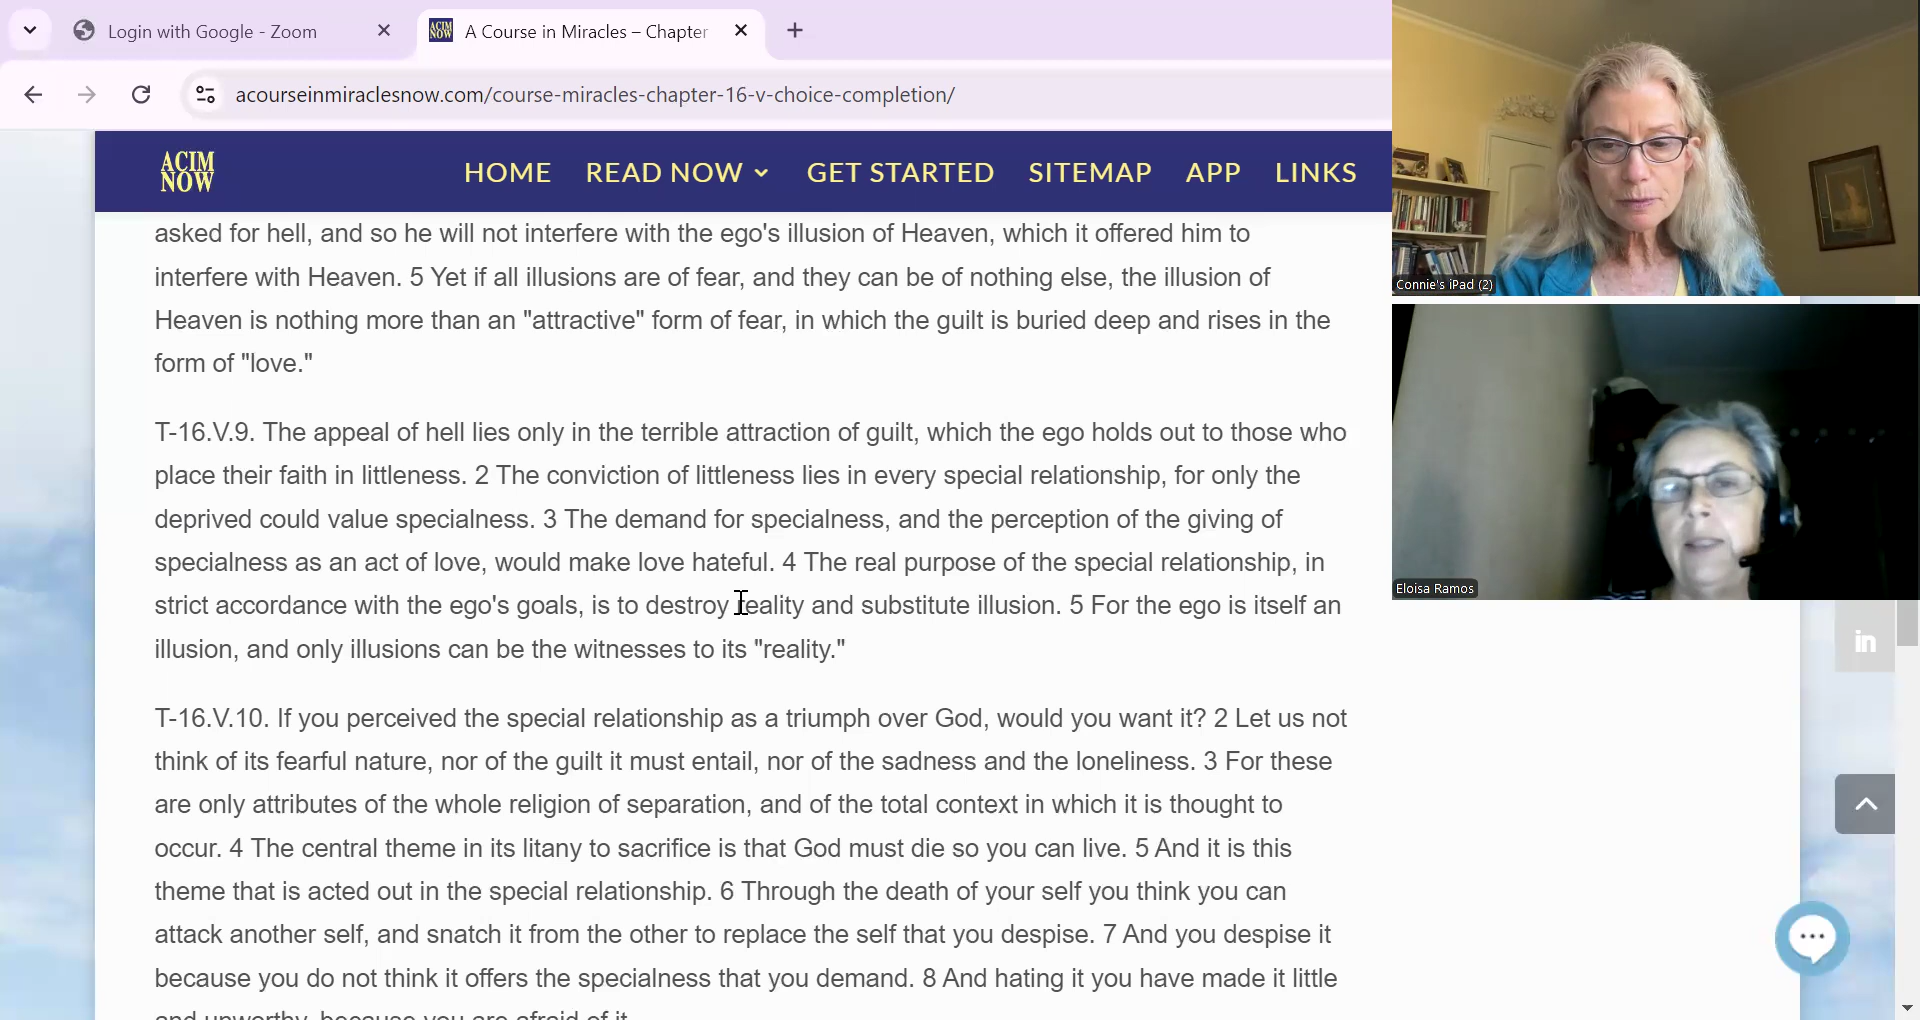 Login with Google - Zoom
A Course in Miracles – Chapter
acourseinmiraclesnow.com/course-miracles-chapter-16-v-choice-completion/
ACIM
NOW
HOME READ NOW GET STARTED SITEMAP APP LINKS
asked for hell, and so he will not interfere with the ego's illusion of Heaven, which it offered him to
interfere with Heaven. 5 Yet if all illusions are of fear, and they can be of nothing else, the illusion of
Heaven is nothing more than an "attractive" form of fear, in which the guilt is buried deep and rises in the
form of "love."
T-16.V.9. The appeal of hell lies only in the terrible attraction of guilt, which the ego holds out to those who
place their faith in littleness. 2 The conviction of littleness lies in every special relationship, for only the
deprived could value specialness. 3 The demand for specialness, and the perception of the giving of
specialness as an act of love, would make love hateful. 4 The real purpose of the special relationship, in
strict accordance with the ego's goals, is to destroy reality and substitute illusion. 5 For the ego is itself an
illusion, and only illusions can be the witnesses to its "reality."
T-16.V.10. If you perceived the special relationship as a triumph over God, would you want it? 2 Let us not
think of its fearful nature, nor of the guilt it must entail, nor of the sadness and the loneliness. 3 For these
are only attributes of the whole religion of separation, and of the total context in which it is thought to
occur. 4 The central theme in its litany to sacrifice is that God must die so you can live. 5 And it is this
theme that is acted out in the special relationship. 6 Through the death of your self you think you can
attack another self, and snatch it from the other to replace the self that you despise. 7 And you despise it
because you do not think it offers the specialness that you demand. 8 And hating it you have made it little
and unworthy, because you are afraid of it.
Connie's iPad (2)
Eloisa Ramos
in